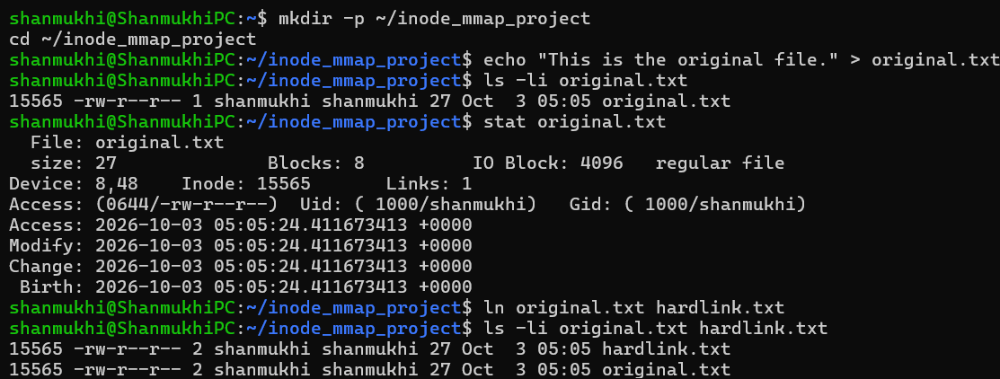 shanmukhi@ShanmukhiPC:~$ mkdir -p ~/inode_mmap_project
cd ~/inode_mmap_project
shanmukhi@ShanmukhiPC:~/inode_mmap_project$ echo "This is the original file." > original.txt
shanmukhi@ShanmukhiPC:~/inode_mmap_project$ ls -li original.txt
15565 -rw-r--r-- 1 shanmukhi shanmukhi 27 Oct  3 05:05 original.txt
shanmukhi@ShanmukhiPC:~/inode_mmap_project$ stat original.txt
  File: original.txt
  size: 27              Blocks: 8          IO Block: 4096   regular file
Device: 8,48    Inode: 15565       Links: 1
Access: (0644/-rw-r--r--)  Uid: ( 1000/shanmukhi)   Gid: ( 1000/shanmukhi)
Access: 2026-10-03 05:05:24.411673413 +0000
Modify: 2026-10-03 05:05:24.411673413 +0000
Change: 2026-10-03 05:05:24.411673413 +0000
 Birth: 2026-10-03 05:05:24.411673413 +0000
shanmukhi@ShanmukhiPC:~/inode_mmap_project$ ln original.txt hardlink.txt
shanmukhi@ShanmukhiPC:~/inode_mmap_project$ ls -li original.txt hardlink.txt
15565 -rw-r--r-- 2 shanmukhi shanmukhi 27 Oct  3 05:05 hardlink.txt
15565 -rw-r--r-- 2 shanmukhi shanmukhi 27 Oct  3 05:05 original.txt